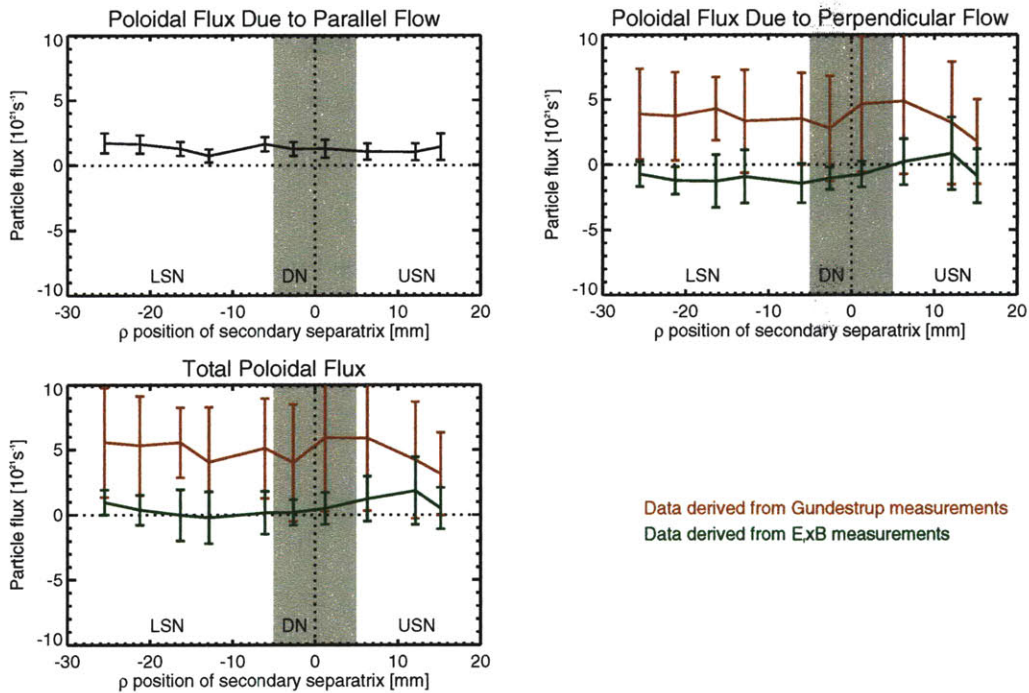 Poloidal Flux Due to Parallel Flow
Particle flux [10²¹s⁻¹]
10
5
0
-5
-10
LSN DN USN
-30 -20 -10 0 10 20
ρ position of secondary separatrix [mm]
Poloidal Flux Due to Perpendicular Flow
Particle flux [10²¹s⁻¹]
10
5
0
-5
-10
LSN DN USN
-30 -20 -10 0 10 20
ρ position of secondary separatrix [mm]
Total Poloidal Flux
Particle flux [10²¹s⁻¹]
10
5
0
-5
-10
LSN DN USN
-30 -20 -10 0 10 20
ρ position of secondary separatrix [mm]
Data derived from Gundestrup measurements
Data derived from ErxB measurements